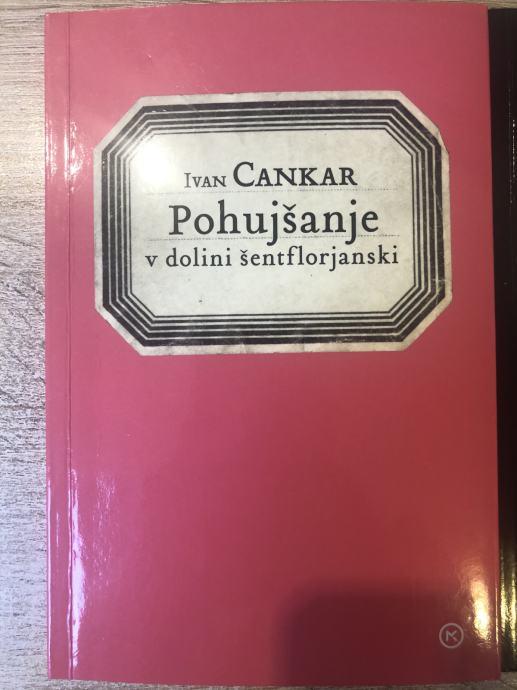 Ivan CANKAR
Pohujšanje
v dolini šentflorjanski